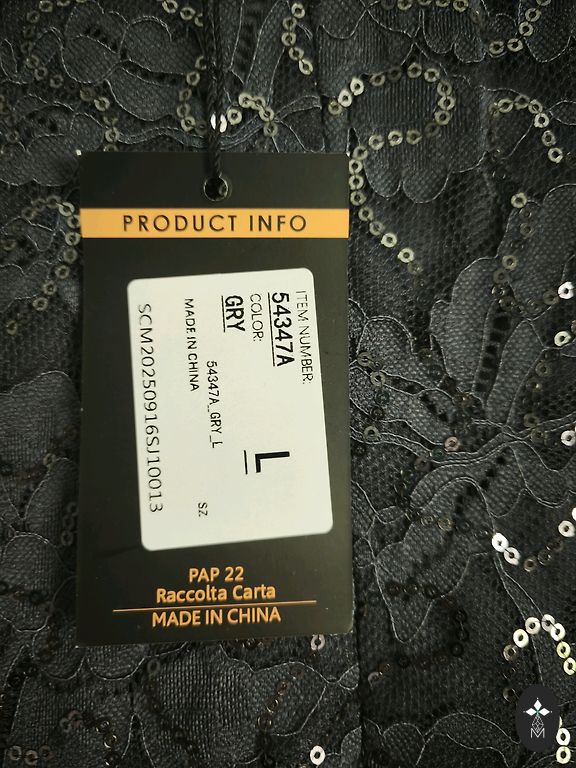 PRODUCT INFO
ITEM NUMBER:
54347A
COLOR:
GRY
L
54347A_GRY_L
MADE IN CHINA
SZ
SCM20250916SJ10013
PAP 22
Raccolta Carta
MADE IN CHINA
M